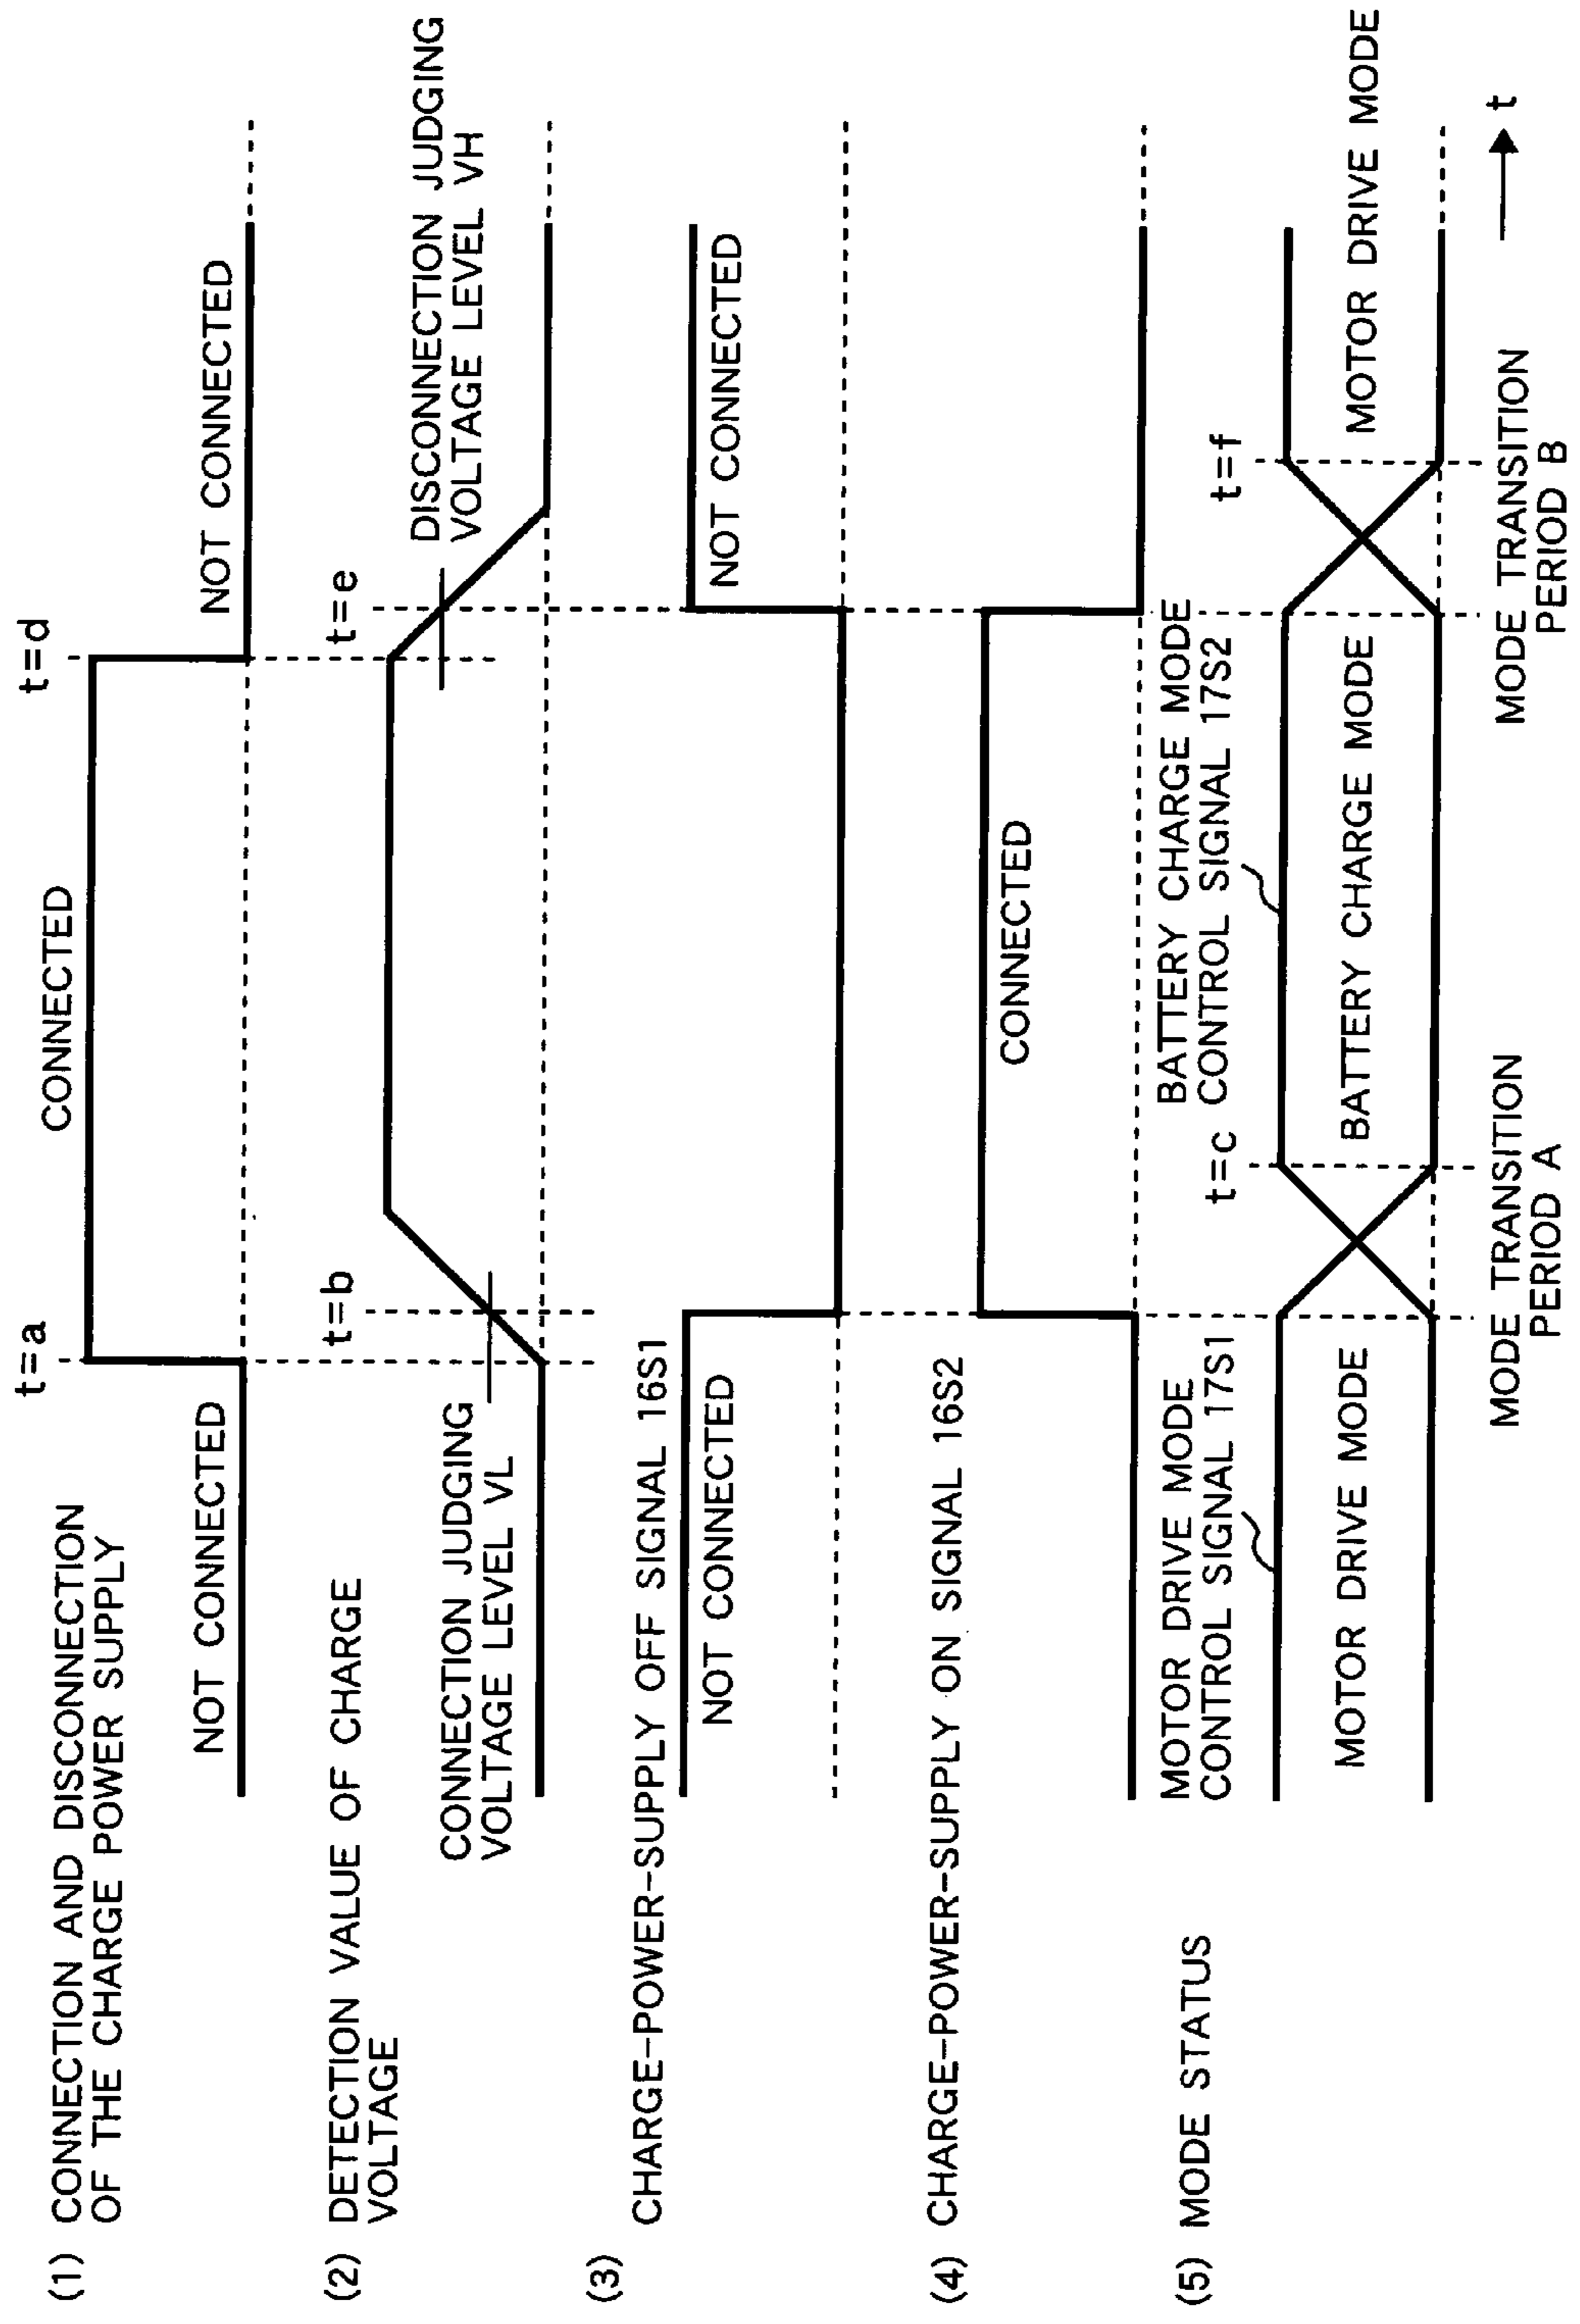 (1) CONNECTION AND DISCONNECTION
OF THE CHARGE POWER SUPPLY
t=a
t=d
CONNECTED
NOT CONNECTED
NOT CONNECTED
(2) DETECTION VALUE OF CHARGE
VOLTAGE
t=b
t=e
CONNECTION JUDGING
VOLTAGE LEVEL VL
DISCONNECTION JUDGING
VOLTAGE LEVEL VH
(3) CHARGE-POWER-SUPPLY OFF SIGNAL 16S1
NOT CONNECTED
NOT CONNECTED
(4) CHARGE-POWER-SUPPLY ON SIGNAL 16S2
CONNECTED
(5) MODE STATUS
MOTOR DRIVE MODE
CONTROL SIGNAL 17S1
t=c
BATTERY CHARGE MODE
CONTROL SIGNAL 17S2
t=f
MOTOR DRIVE MODE
BATTERY CHARGE MODE
MOTOR DRIVE MODE
MODE TRANSITION
PERIOD A
MODE TRANSITION
PERIOD B
t